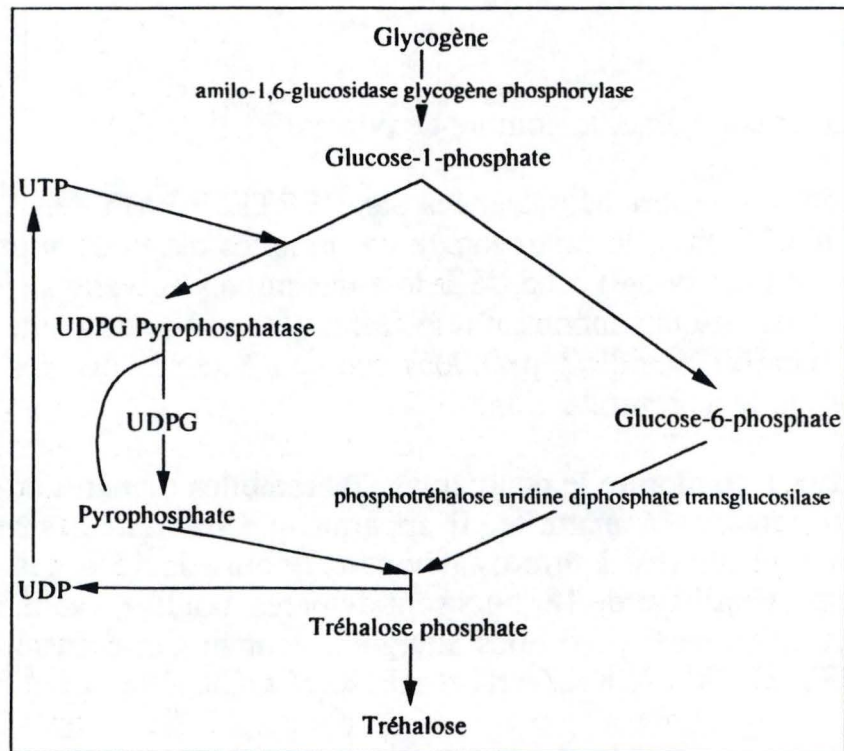 Glycogène
amilo-1,6-glucosidase glycogène phosphorylase
Glucose-1-phosphate
UTP
UDPG Pyrophosphatase
UDPG
Glucose-6-phosphate
Pyrophosphate
phosphotréhalose uridine diphosphate transglucosilase
UDP
Tréhalose phosphate
Tréhalose